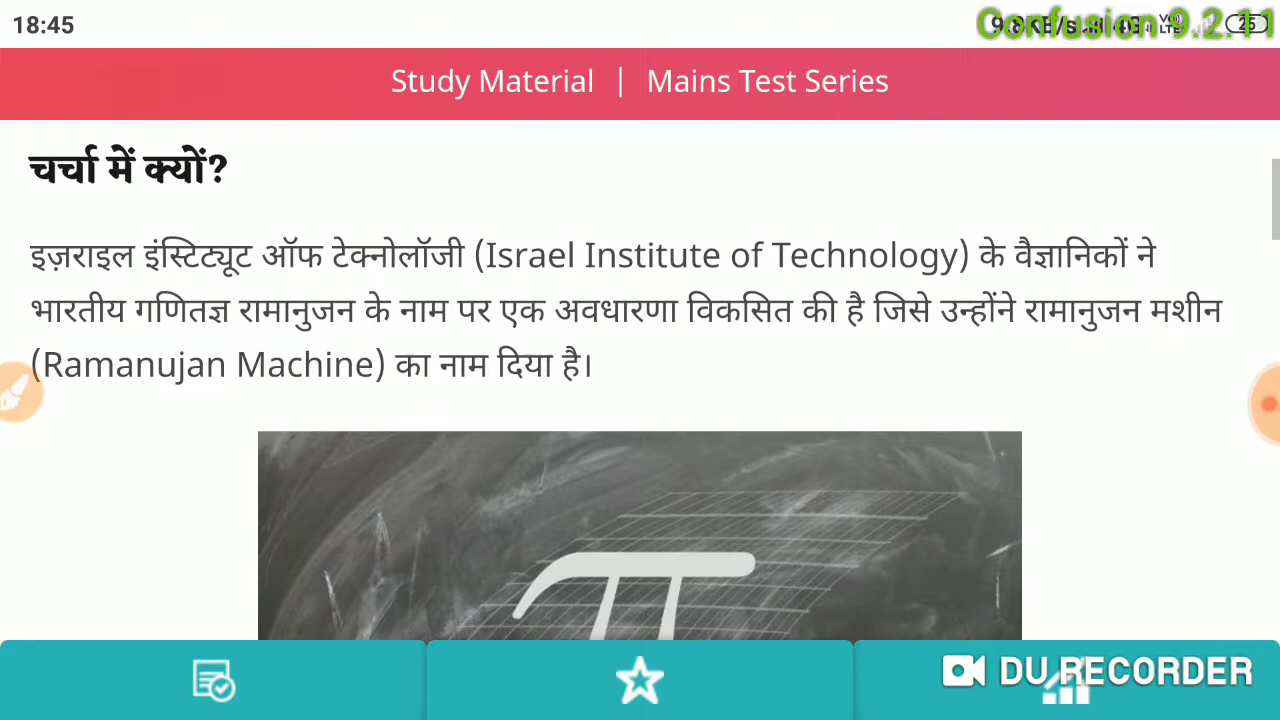 18:45
Confusion 9.2.11
Study Material | Mains Test Series
चर्चा में क्यों?
इज़राइल इंस्टिट्यूट ऑफ टेक्नोलॉजी (Israel Institute of Technology) के वैज्ञानिकों ने
भारतीय गणितज्ञ रामानुजन के नाम पर एक अवधारणा विकसित की है जिसे उन्होंने रामानुजन मशीन
(Ramanujan Machine) का नाम दिया है।
π
DU RECORDER